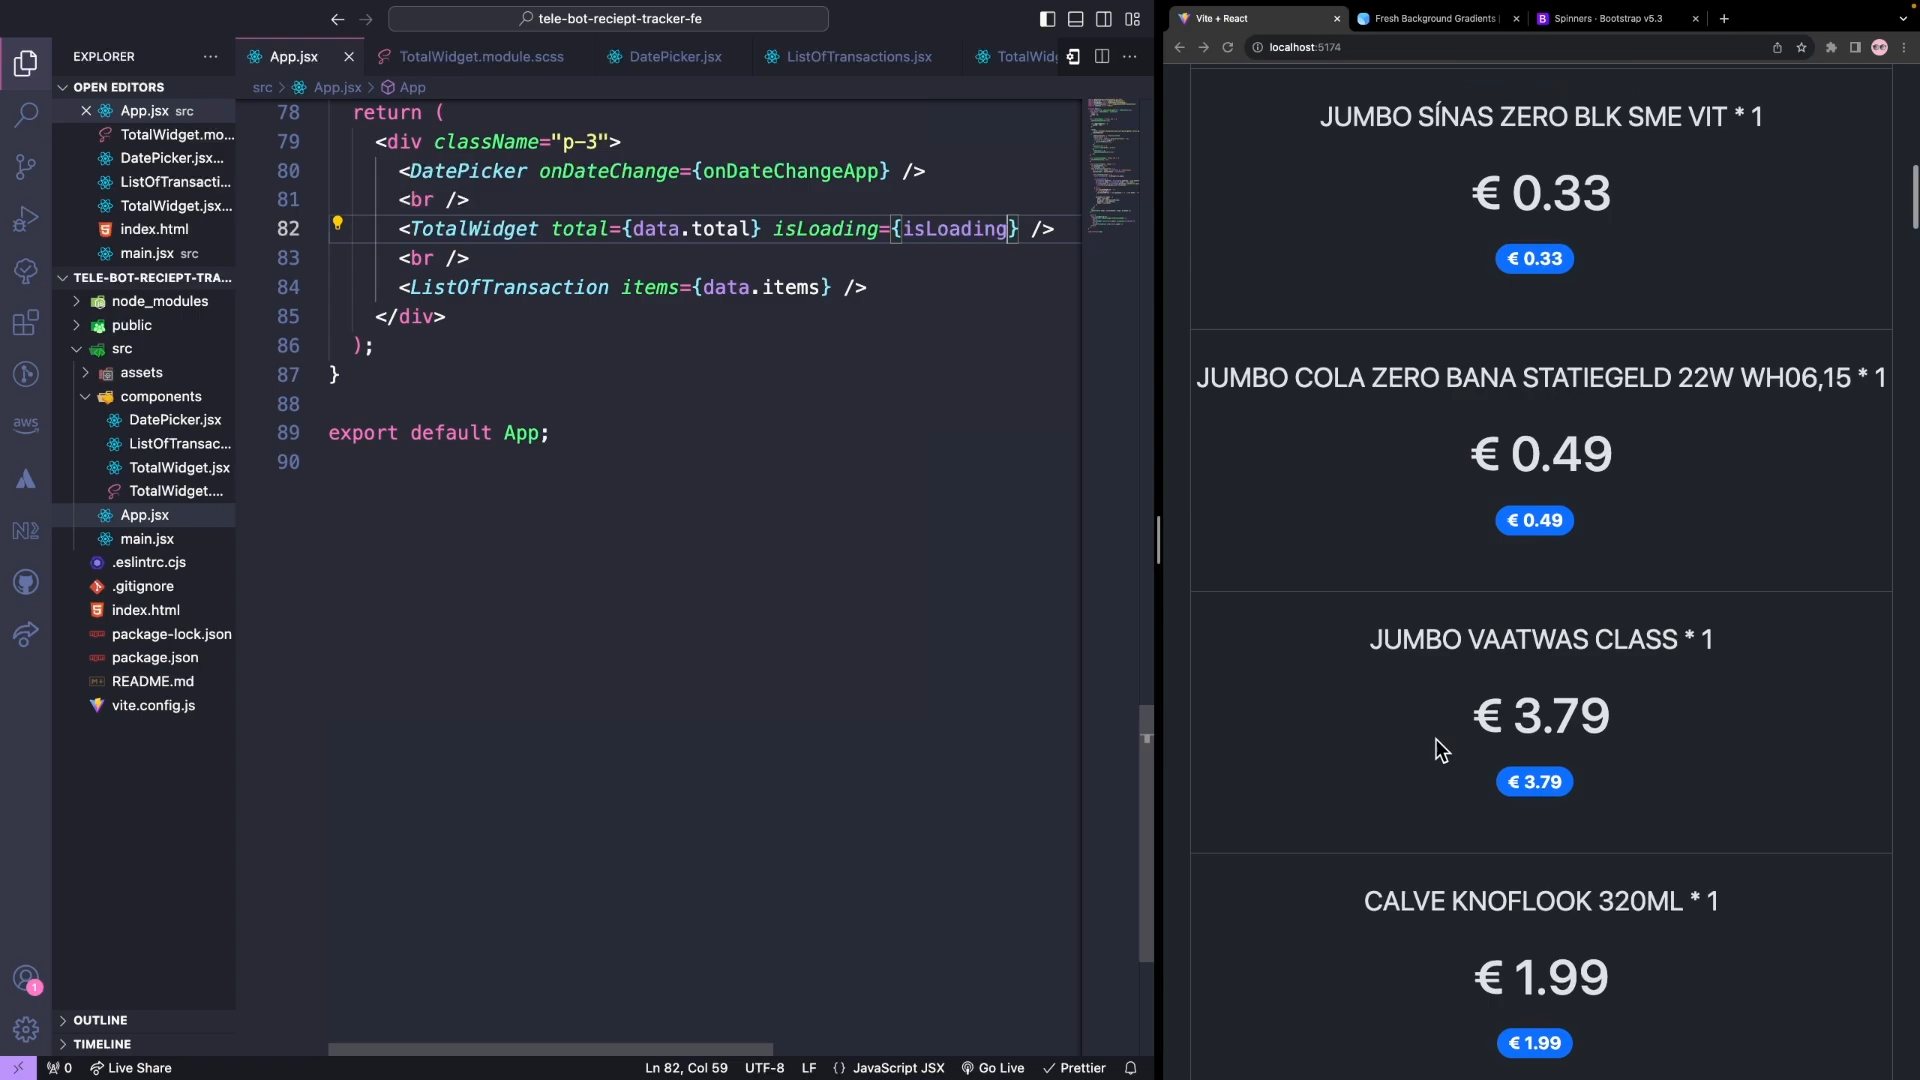 tele-bot-reciept-tracker-fe
EXPLORER
OPEN EDITORS
App.jsx src
TotalWidget.mo...
DatePicker.jsx...
ListOfTransacti...
TotalWidget.jsx...
index.html
main.jsx src
TELE-BOT-RECIEPT-TRA...
node_modules
public
src
assets
components
DatePicker.jsx
ListOfTransac...
TotalWidget.jsx
TotalWidget....
App.jsx
main.jsx
.eslintrc.cjs
.gitignore
index.html
package-lock.json
package.json
README.md
vite.config.js
OUTLINE
TIMELINE
aws
1
App.jsx
TotalWidget.module.scss
DatePicker.jsx
ListOfTransactions.jsx
TotalWidg
src > App.jsx > App
78 return (
79 <div className="p-3">
80 <DatePicker onDateChange={onDateChangeApp} />
81 <br />
82 <TotalWidget total={data.total} isLoading={isLoading} />
83 <br />
84 <ListOfTransaction items={data.items} />
85 </div>
86 );
87 }
88
89 export default App;
90
0
Live Share
Ln 82, Col 59
UTF-8
LF
{} JavaScript JSX
Go Live
Prettier
Vite + React
Fresh Background Gradients
Spinners · Bootstrap v5.3
localhost:5174
JUMBO SÍNAS ZERO BLK SME VIT * 1
€ 0.33
€ 0.33
JUMBO COLA ZERO BANA STATIEGELD 22W WH06,15 * 1
€ 0.49
€ 0.49
JUMBO VAATWAS CLASS * 1
€ 3.79
€ 3.79
CALVE KNOFLOOK 320ML * 1
€ 1.99
€ 1.99